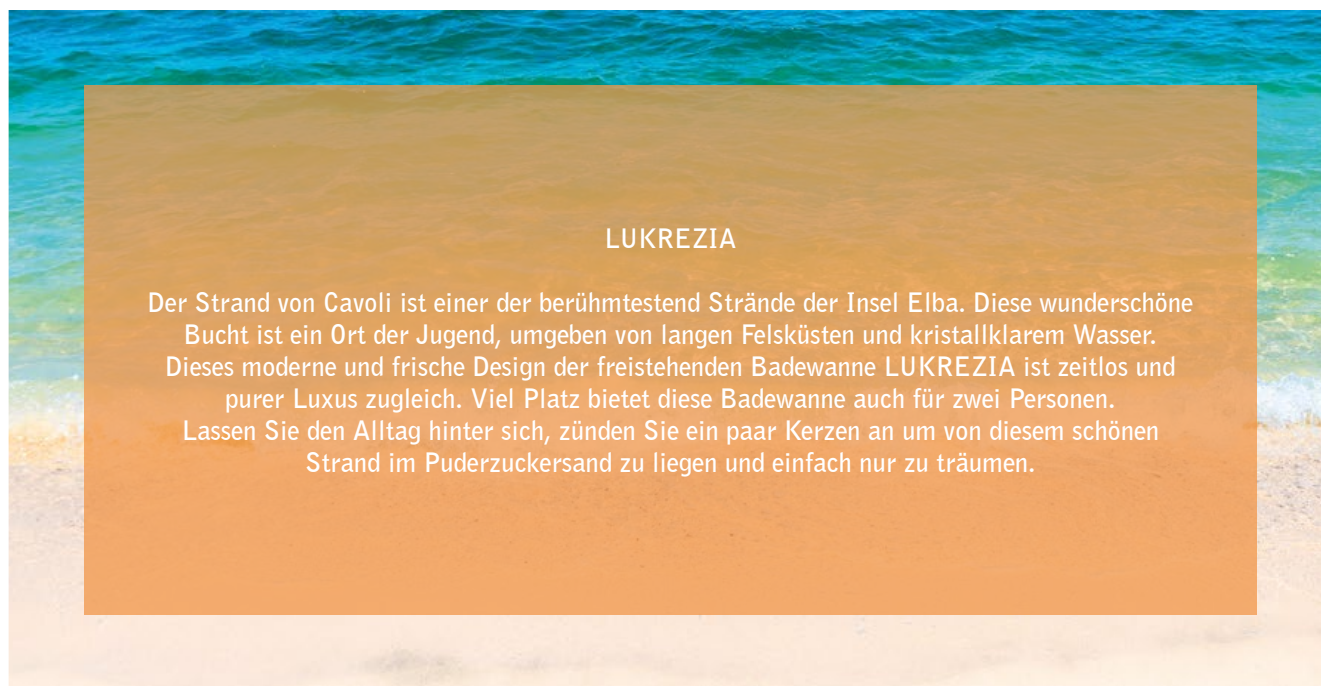 LUKREZIA
Der Strand von Cavoli ist einer der berühmtestend Strände der Insel Elba. Diese wunderschöne
Bucht ist ein Ort der Jugend, umgeben von langen Felsküsten und kristallklarem Wasser.
Dieses moderne und frische Design der freistehenden Badewanne LUKREZIA ist zeitlos und
purer Luxus zugleich. Viel Platz bietet diese Badewanne auch für zwei Personen.
Lassen Sie den Alltag hinter sich, zünden Sie ein paar Kerzen an um von diesem schönen
Strand im Puderzuckersand zu liegen und einfach nur zu träumen.